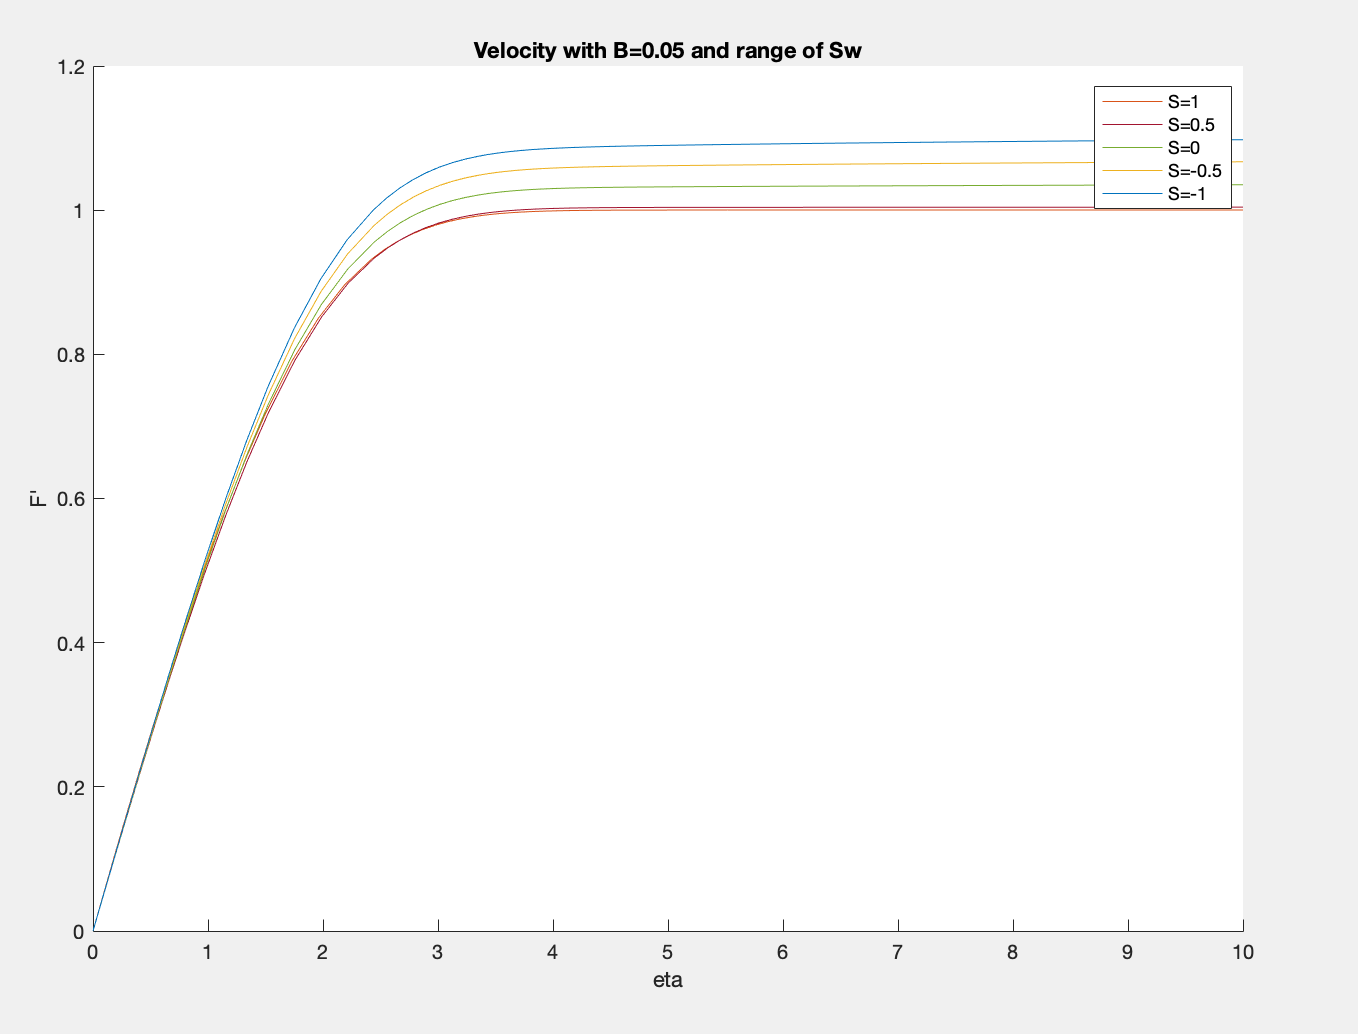 Velocity with B=0.05 and range of Sw
1.2
1
0.8
0.6
0.4
0.2
0
F'
S=1
S=0.5
S=0
S=-0.5
S=-1
0 1 2 3 4 5 6 7 8 9 10
eta